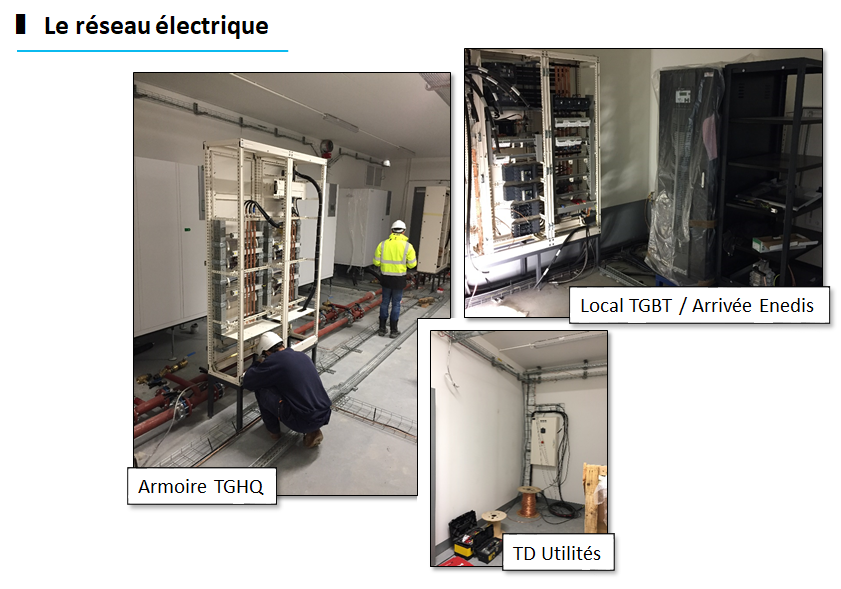 Le réseau électrique
Local TGBT / Arrivée Enedis
Armoire TGHQ
TD Utilités